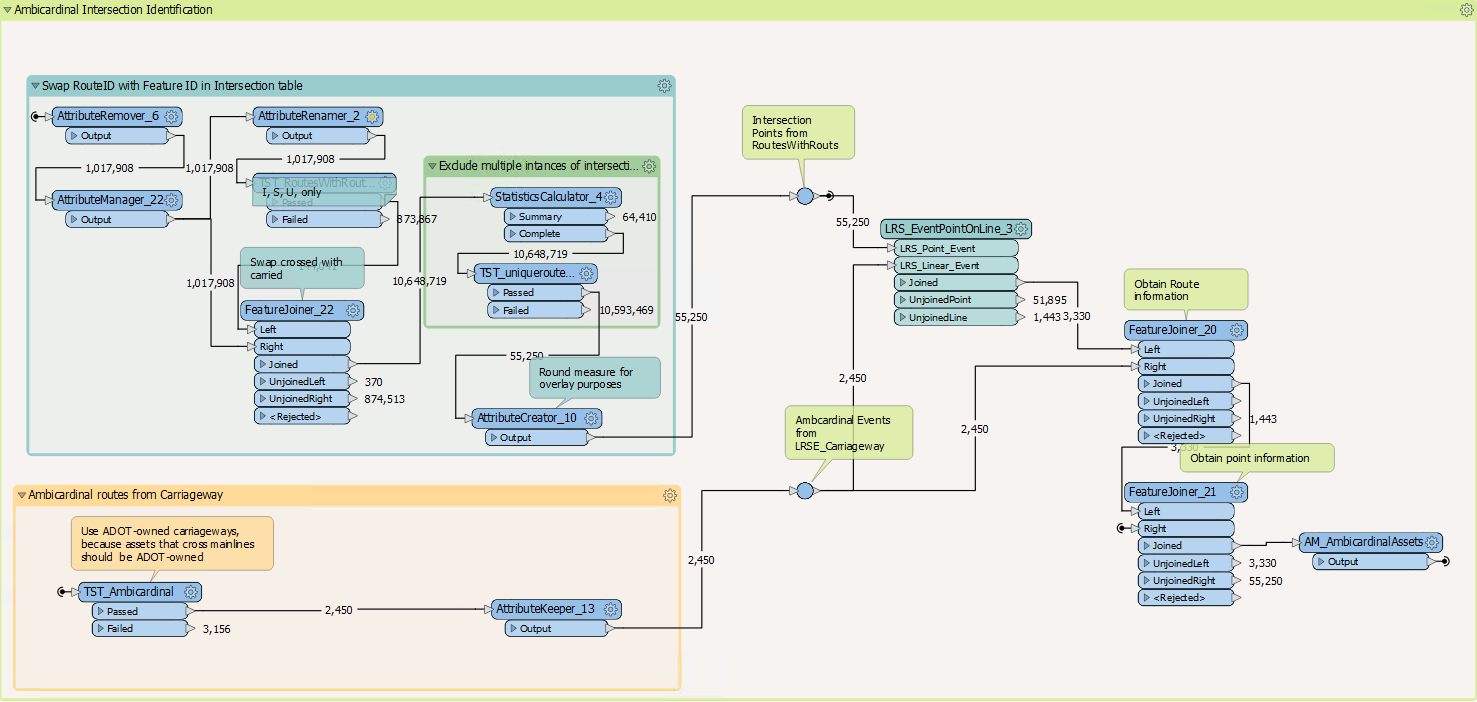 Ambicardinal Intersection Identification
Swap RouteID with Feature ID in Intersection table
AttributeRemover_6
Output
1,017,908
AttributeManager_22
Output
1,017,908
1,017,908
AttributeRenamer_2
Output
1,017,908
TST_RoutesWithRout...
I, S, U, only
Passed
Failed
873,867
Swap crossed with
carried
FeatureJoiner_22
Left
Right
Joined
UnjoinedLeft
370
UnjoinedRight
874,513
<Rejected>
10,648,719
Exclude multiple intances of intersecti...
StatisticsCalculator_4
Summary
64,410
Complete
10,648,719
TST_uniqueroute...
Passed
Failed
10,593,469
55,250
Round measure for
overlay purposes
AttributeCreator_10
Output
55,250
Ambicardinal routes from Carriageway
Use ADOT-owned carriageways,
because assets that cross mainlines
should be ADOT-owned
TST_Ambicardinal
Passed
2,450
Failed
3,156
AttributeKeeper_13
Output
2,450
Intersection
Points from
RoutesWithRouts
55,250
Ambcardinal Events
from
LRSE_Carriageway
2,450
2,450
LRS_EventPointOnLine_3
LRS_Point_Event
LRS_Linear_Event
Joined
UnjoinedPoint
51,895
UnjoinedLine
1,443
3,330
Obtain Route
information
FeatureJoiner_20
Left
Right
Joined
UnjoinedLeft
UnjoinedRight
1,443
<Rejected>
3,330
Obtain point information
FeatureJoiner_21
Left
Right
Joined
UnjoinedLeft
3,330
UnjoinedRight
55,250
<Rejected>
AM_AmbicardinalAssets
Output